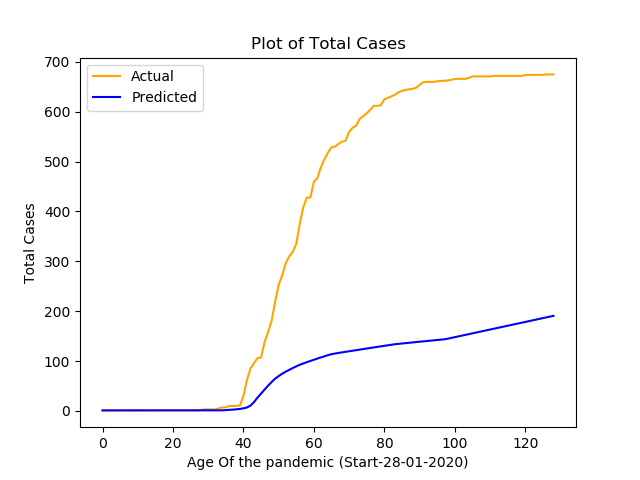 Plot of Total Cases
Actual
Predicted
Total Cases
700
600
500
400
300
200
100
0
0 20 40 60 80 100 120
Age Of the pandemic (Start-28-01-2020)